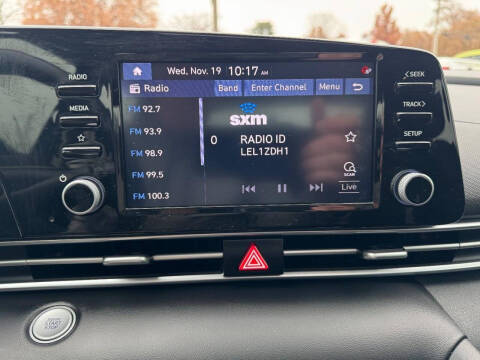 Wed, Nov. 19 10:17 AM
RADIO
MEDIA
Radio
Band
Enter Channel
Menu
FM 92.7
FM 93.9
FM 98.9
FM 99.5
FM 100.3
sxm
0 RADIO ID
LEL1ZDH1
SCAN
Live
SEEK
TRACK
SETUP
START
STOP